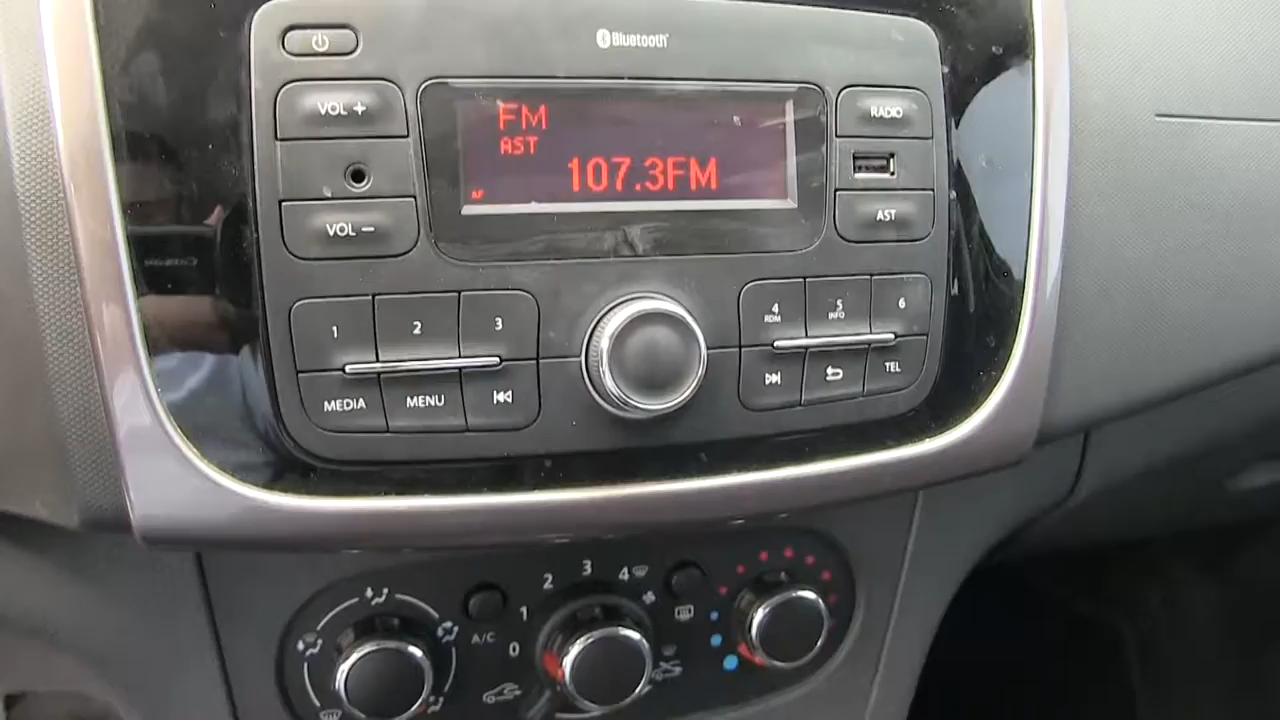 Bluetooth
VOL +
FM
AST
107.3FM
AF
RADIO
AST
VOL −
1
2
3
4
RDM
5
INFO
6
MEDIA
MENU
TEL
0
1
2
3
4
A/C